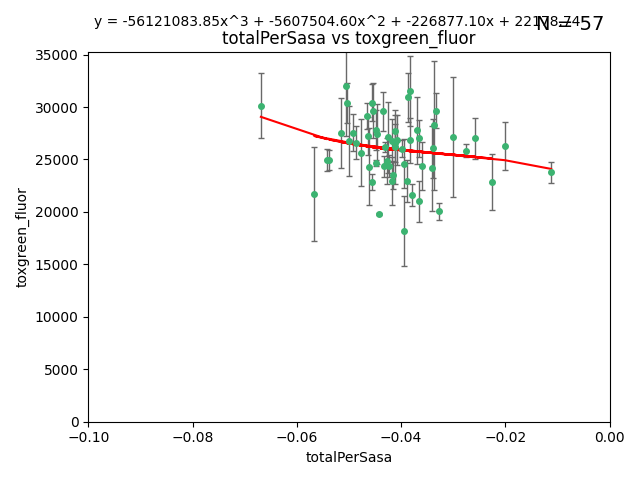 y = -56121083.85x^3 + -5607504.60x^2 + -226877.10x +
N = 57
totalPerSasa vs toxgreen_fluor
35000
30000
25000
20000
15000
10000
5000
0
toxgreen_fluor
−0.10
−0.08
−0.06
−0.04
−0.02
0.00
totalPerSasa